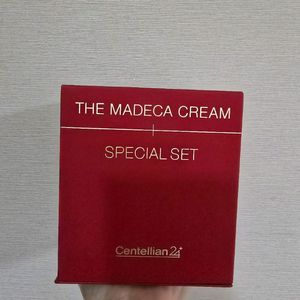 THE MADECA CREAM
SPECIAL SET
Centellian24+